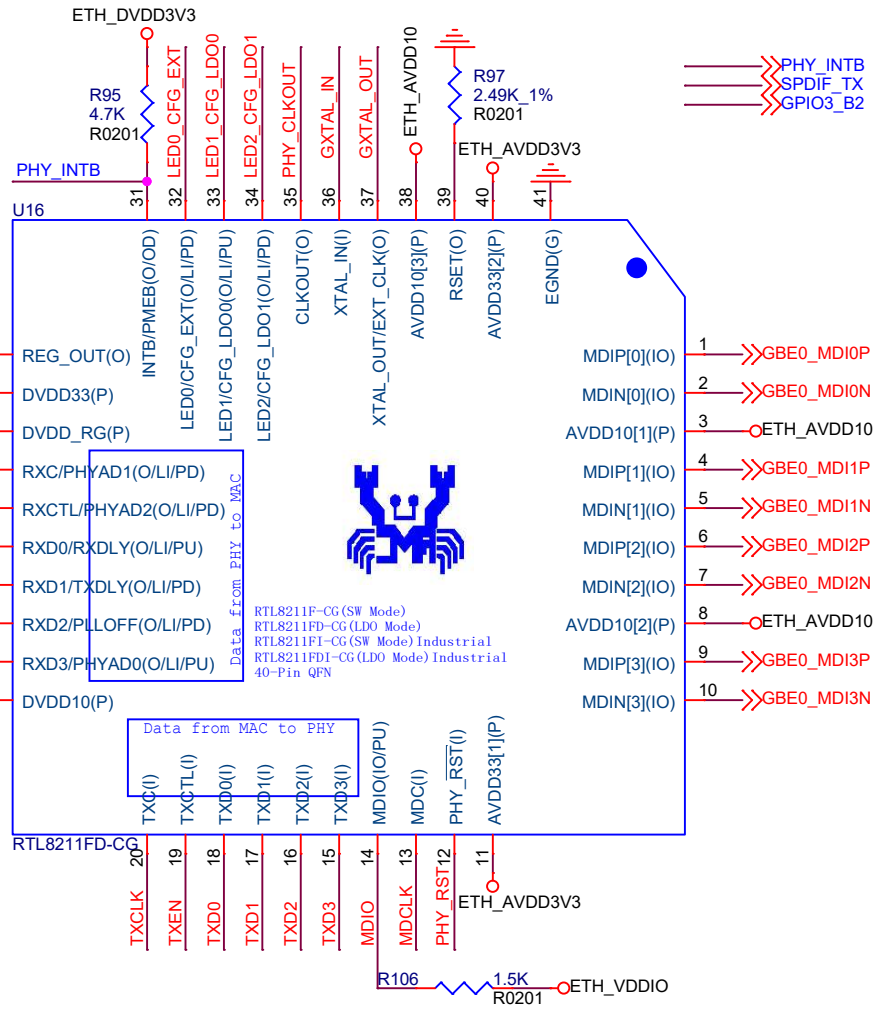 ETH_DVDD3V3
R95
4.7K
R0201
LED0_CFG_EXT
LED1_CFG_LDO0
LED2_CFG_LDO1
PHY_CLKOUT
GXTAL_IN
GXTAL_OUT
ETH_AVDD10
R97
2.49K_1%
R0201
ETH_AVDD3V3
PHY_INTB
SPDIF_TX
GPIO3_B2
PHY_INTB
31
32
33
34
35
36
37
38
39
40
41
U16
INTB/PMEB(O/OD)
LED0/CFG_EXT(O/LI/PD)
LED1/CFG_LDO0(O/LI/PU)
LED2/CFG_LDO1(O/LI/PD)
CLKOUT(O)
XTAL_IN(I)
XTAL_OUT/EXT_CLK(O)
AVDD10[3](P)
RSET(O)
AVDD33[2](P)
EGND(G)
REG_OUT(O)
DVDD33(P)
DVDD_RG(P)
RXC/PHYAD1(O/LI/PD)
RXCTL/PHYAD2(O/LI/PD)
RXD0/RXDLY(O/LI/PU)
RXD1/TXDLY(O/LI/PD)
RXD2/PLLOFF(O/LI/PD)
RXD3/PHYAD0(O/LI/PU)
DVDD10(P)
Data from PHY to MAC
RTL8211F-CG(SW Mode)
RTL8211FD-CG(LDO Mode)
RTL8211FI-CG(SW Mode)Industrial
RTL8211FDI-CG(LDO Mode)Industrial
40-Pin QFN
MDIP[0](IO) 1 GBE0_MDI0P
MDIN[0](IO) 2 GBE0_MDI0N
AVDD10[1](P) 3 ETH_AVDD10
MDIP[1](IO) 4 GBE0_MDI1P
MDIN[1](IO) 5 GBE0_MDI1N
MDIP[2](IO) 6 GBE0_MDI2P
MDIN[2](IO) 7 GBE0_MDI2N
AVDD10[2](P) 8 ETH_AVDD10
MDIP[3](IO) 9 GBE0_MDI3P
MDIN[3](IO) 10 GBE0_MDI3N
Data from MAC to PHY
TXC(I)
TXCTL(I)
TXD0(I)
TXD1(I)
TXD2(I)
TXD3(I)
MDIO(IO/PU)
MDC(I)
PHY_RST(I)
AVDD33[1](P)
RTL8211FD-CG
20
19
18
17
16
15
14
13
12
11
TXCLK
TXEN
TXD0
TXD1
TXD2
TXD3
MDIO
MDCLK
PHY_RST
ETH_AVDD3V3
R106
1.5K
R0201
ETH_VDDIO